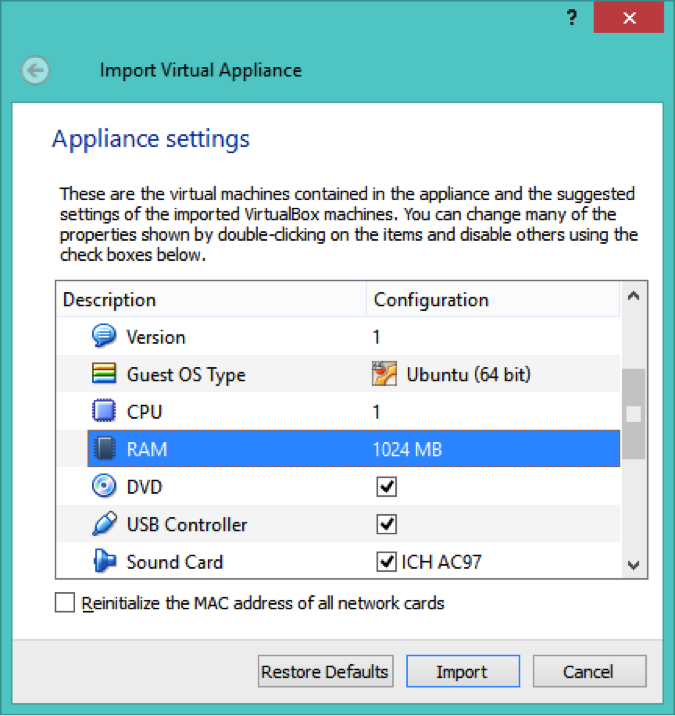 ?
Import Virtual Appliance
Appliance settings
These are the virtual machines contained in the appliance and the suggested
settings of the imported VirtualBox machines. You can change many of the
properties shown by double-clicking on the items and disable others using the
check boxes below.
Description Configuration
Version 1
Guest OS Type Ubuntu (64 bit)
CPU 1
RAM 1024 MB
DVD
USB Controller
Sound Card ICH AC97
Reinitialize the MAC address of all network cards
Restore Defaults Import Cancel